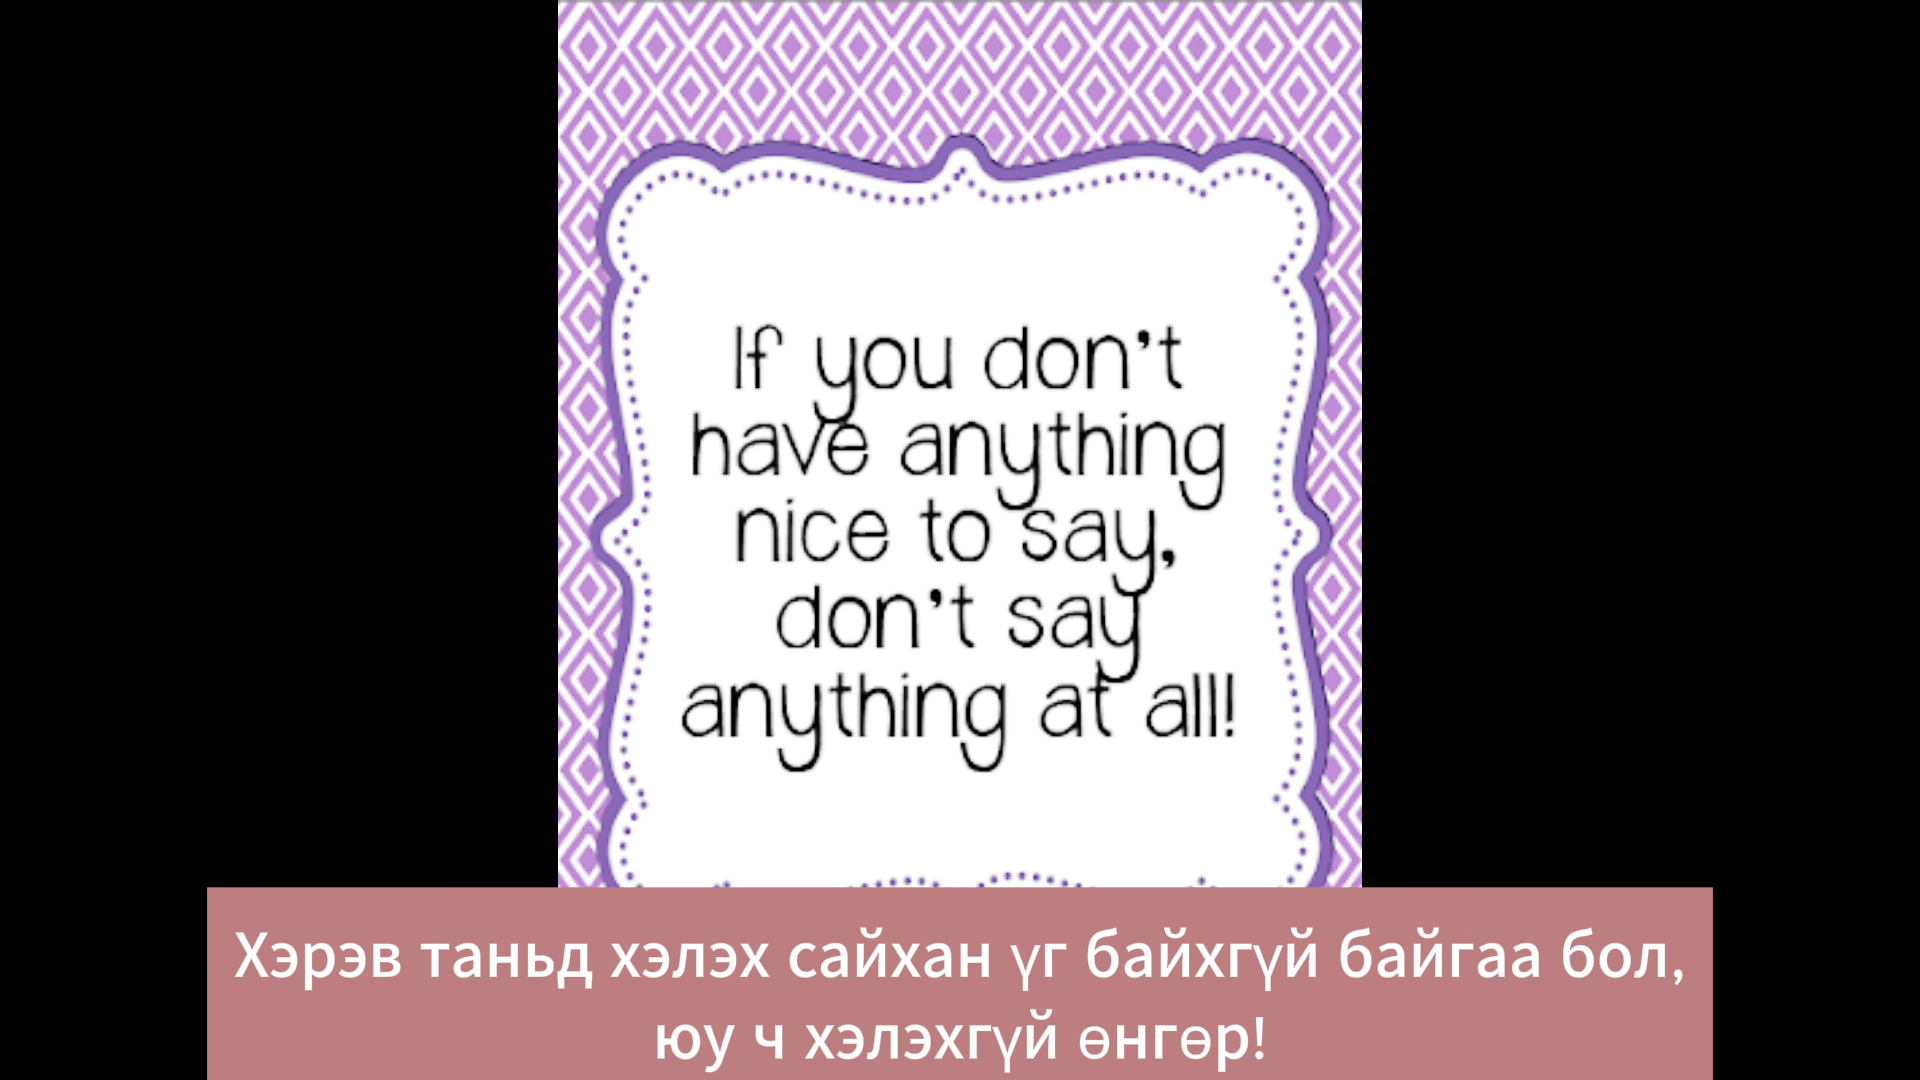 If you don't
have anything
nice to say,
don't say
anything at all!
Хэрэв таньд хэлэх сайхан үг байхгүй байгаа бол,
юу ч хэлэхгүй өнгөр!